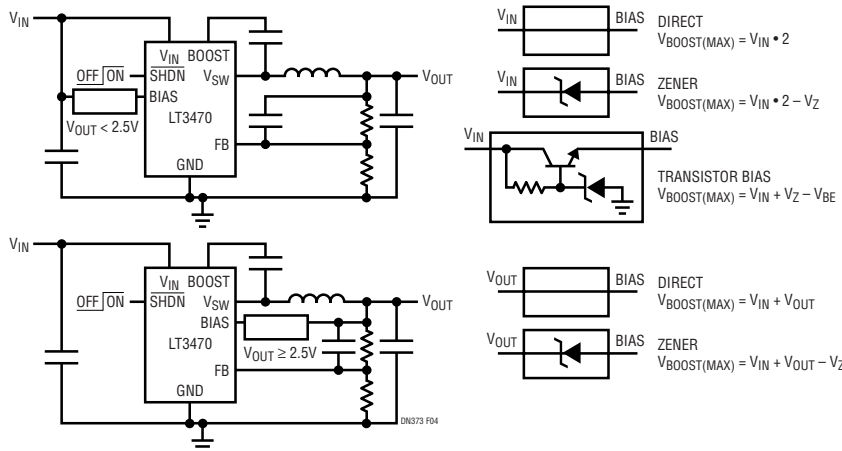 VIN
VIN BOOST
OFF ON
SHDN
VSW
VOUT
BIAS
VOUT < 2.5V
LT3470
FB
GND
VIN
BIAS
DIRECT
VBOOST(MAX) = VIN • 2
VIN
BIAS
ZENER
VBOOST(MAX) = VIN • 2 – VZ
VIN
BIAS
TRANSISTOR BIAS
VBOOST(MAX) = VIN + VZ – VBE
VIN
VIN BOOST
OFF ON
SHDN
VSW
VOUT
BIAS
LT3470
VOUT ≥ 2.5V
FB
GND
DN373 F04
VOUT
BIAS
DIRECT
VBOOST(MAX) = VIN + VOUT
VOUT
BIAS
ZENER
VBOOST(MAX) = VIN + VOUT – VZ